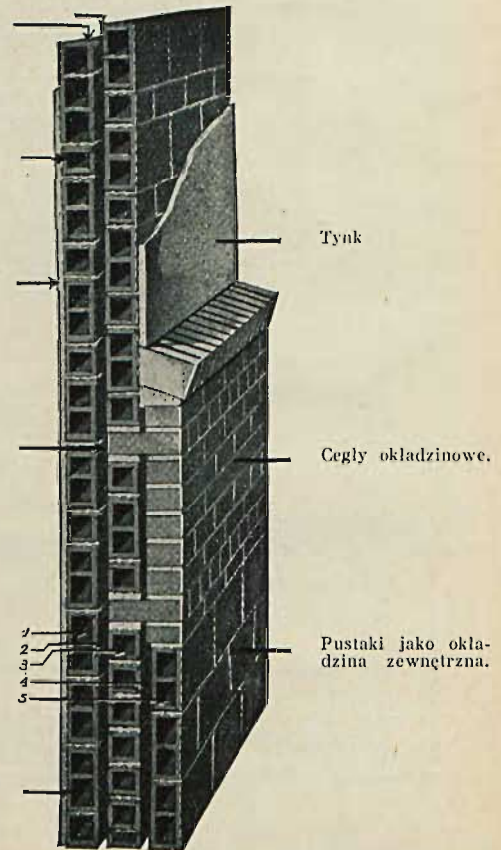 Tynk
Cegły okładzinowe.
1
2
3
4
5
Pustaki jako okła-
dzina zewnętrzna.